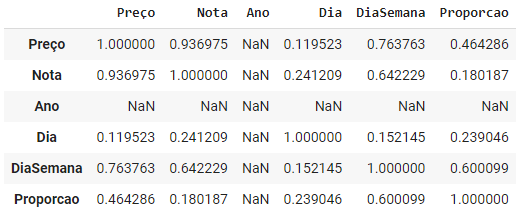 Preço Nota Ano Dia DiaSemana Proporcao
Preço 1.000000 0.936975 NaN 0.119523 0.763763 0.464286
Nota 0.936975 1.000000 NaN 0.241209 0.642229 0.180187
Ano NaN NaN NaN NaN NaN NaN
Dia 0.119523 0.241209 NaN 1.000000 0.152145 0.239046
DiaSemana 0.763763 0.642229 NaN 0.152145 1.000000 0.600099
Proporcao 0.464286 0.180187 NaN 0.239046 0.600099 1.000000